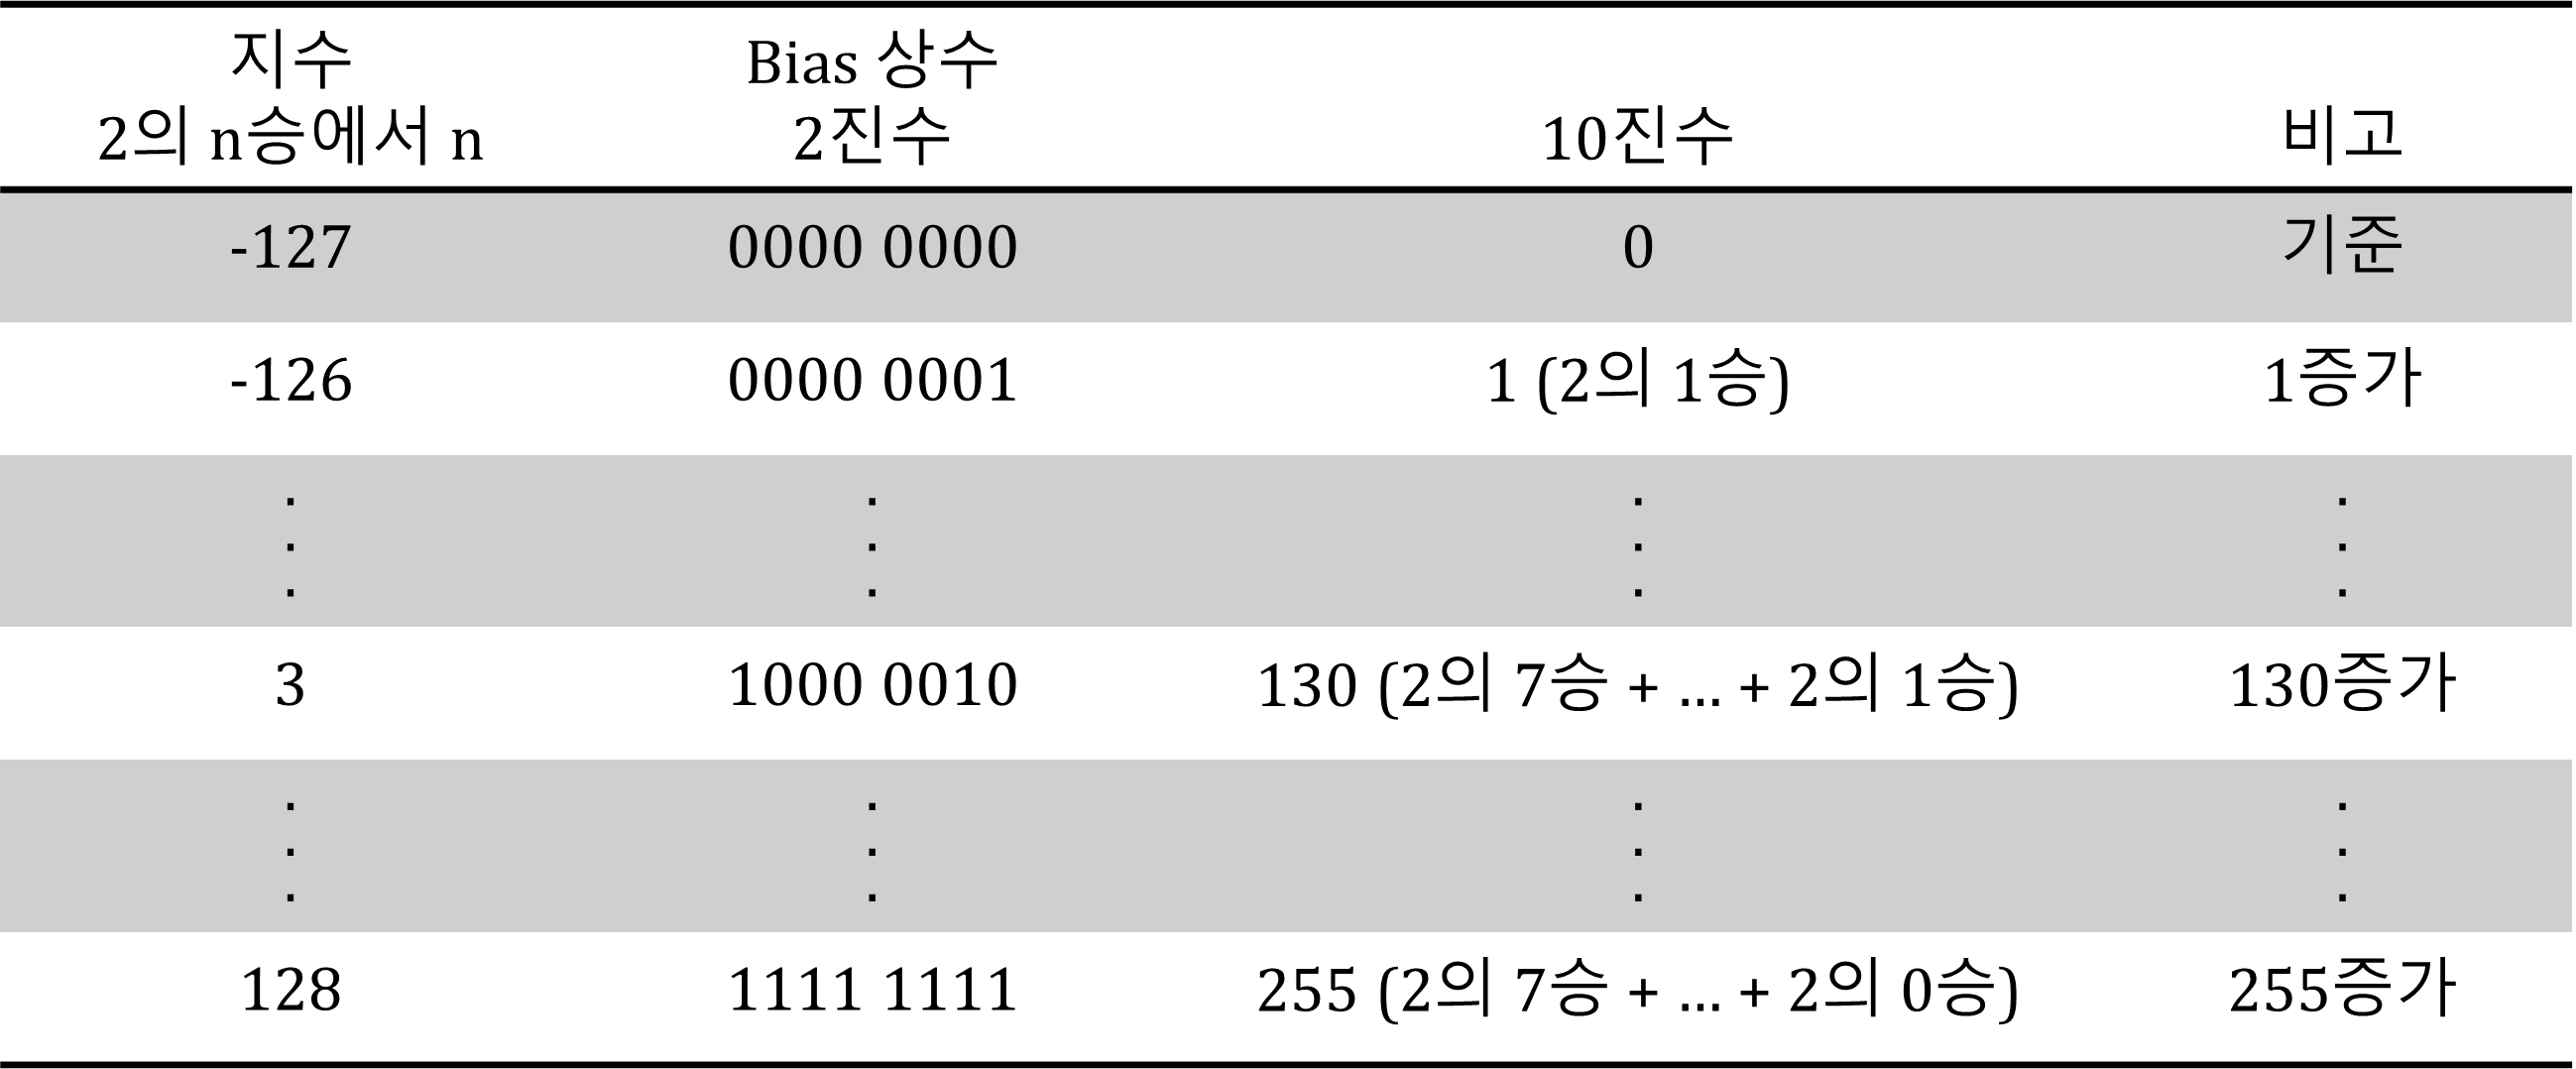 지수
2의 n승에서 n
Bias 상수
2진수
10진수
비고
-127 0000 0000 0 기준
-126 0000 0001 1 (2의 1승) 1증가
. . . .
. . . .
. . . .
3 1000 0010 130 (2의 7승 + ... + 2의 1승) 130증가
. . . .
. . . .
. . . .
128 1111 1111 255 (2의 7승 + ... + 2의 0승) 255증가